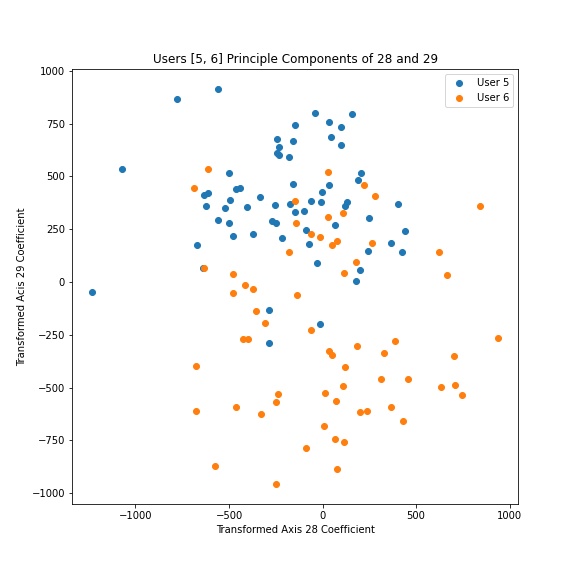 Users [5, 6] Principle Components of 28 and 29
User 5
User 6
1000
750
500
250
0
−250
−500
−750
−1000
Transformed Acis 29 Coefficient
−1000
−500
0
500
1000
Transformed Axis 28 Coefficient